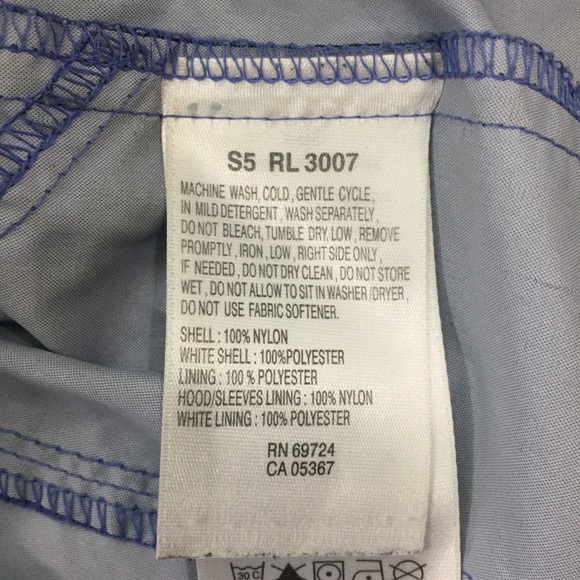 S5 RL 3007
MACHINE WASH, COLD, GENTLE CYCLE,
IN MILD DETERGENT, WASH SEPARATELY,
DO NOT BLEACH, TUMBLE DRY, LOW, REMOVE
PROMPTLY, IRON, LOW, RIGHT SIDE ONLY,
IF NEEDED, DO NOT DRY CLEAN, DO NOT STORE
WET, DO NOT ALLOW TO SIT IN WASHER/DRYER,
DO NOT USE FABRIC SOFTENER.
SHELL: 100% NYLON
WHITE SHELL: 100%POLYESTER
LINING: 100% POLYESTER
HOOD/SLEEVES LINING: 100% NYLON
WHITE LINING: 100% POLYESTER
RN 69724
CA 05367
30 C